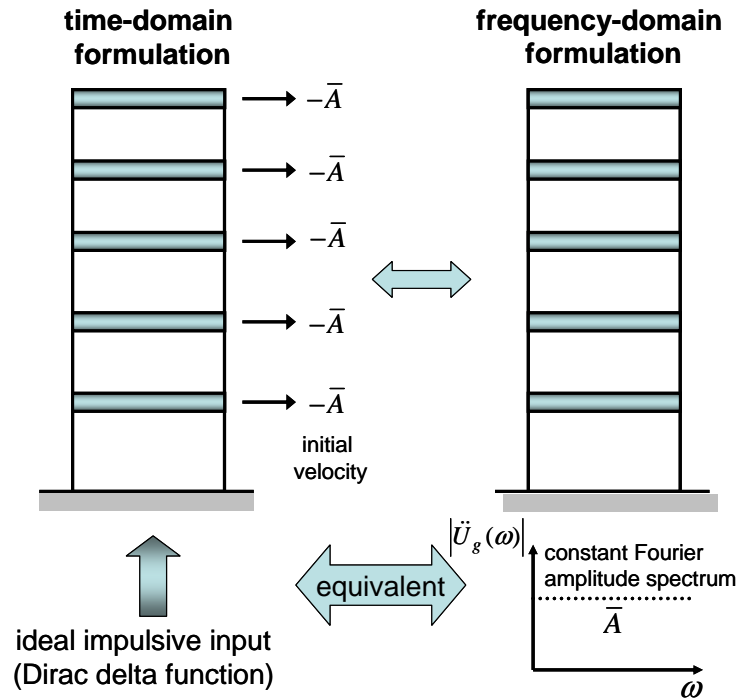 time-domain
formulation
frequency-domain
formulation
−A̅
−A̅
−A̅
−A̅
−A̅
initial
velocity
equivalent
ideal impulsive input
(Dirac delta function)
|Ü_g(ω)|
constant Fourier
amplitude spectrum
A̅
ω